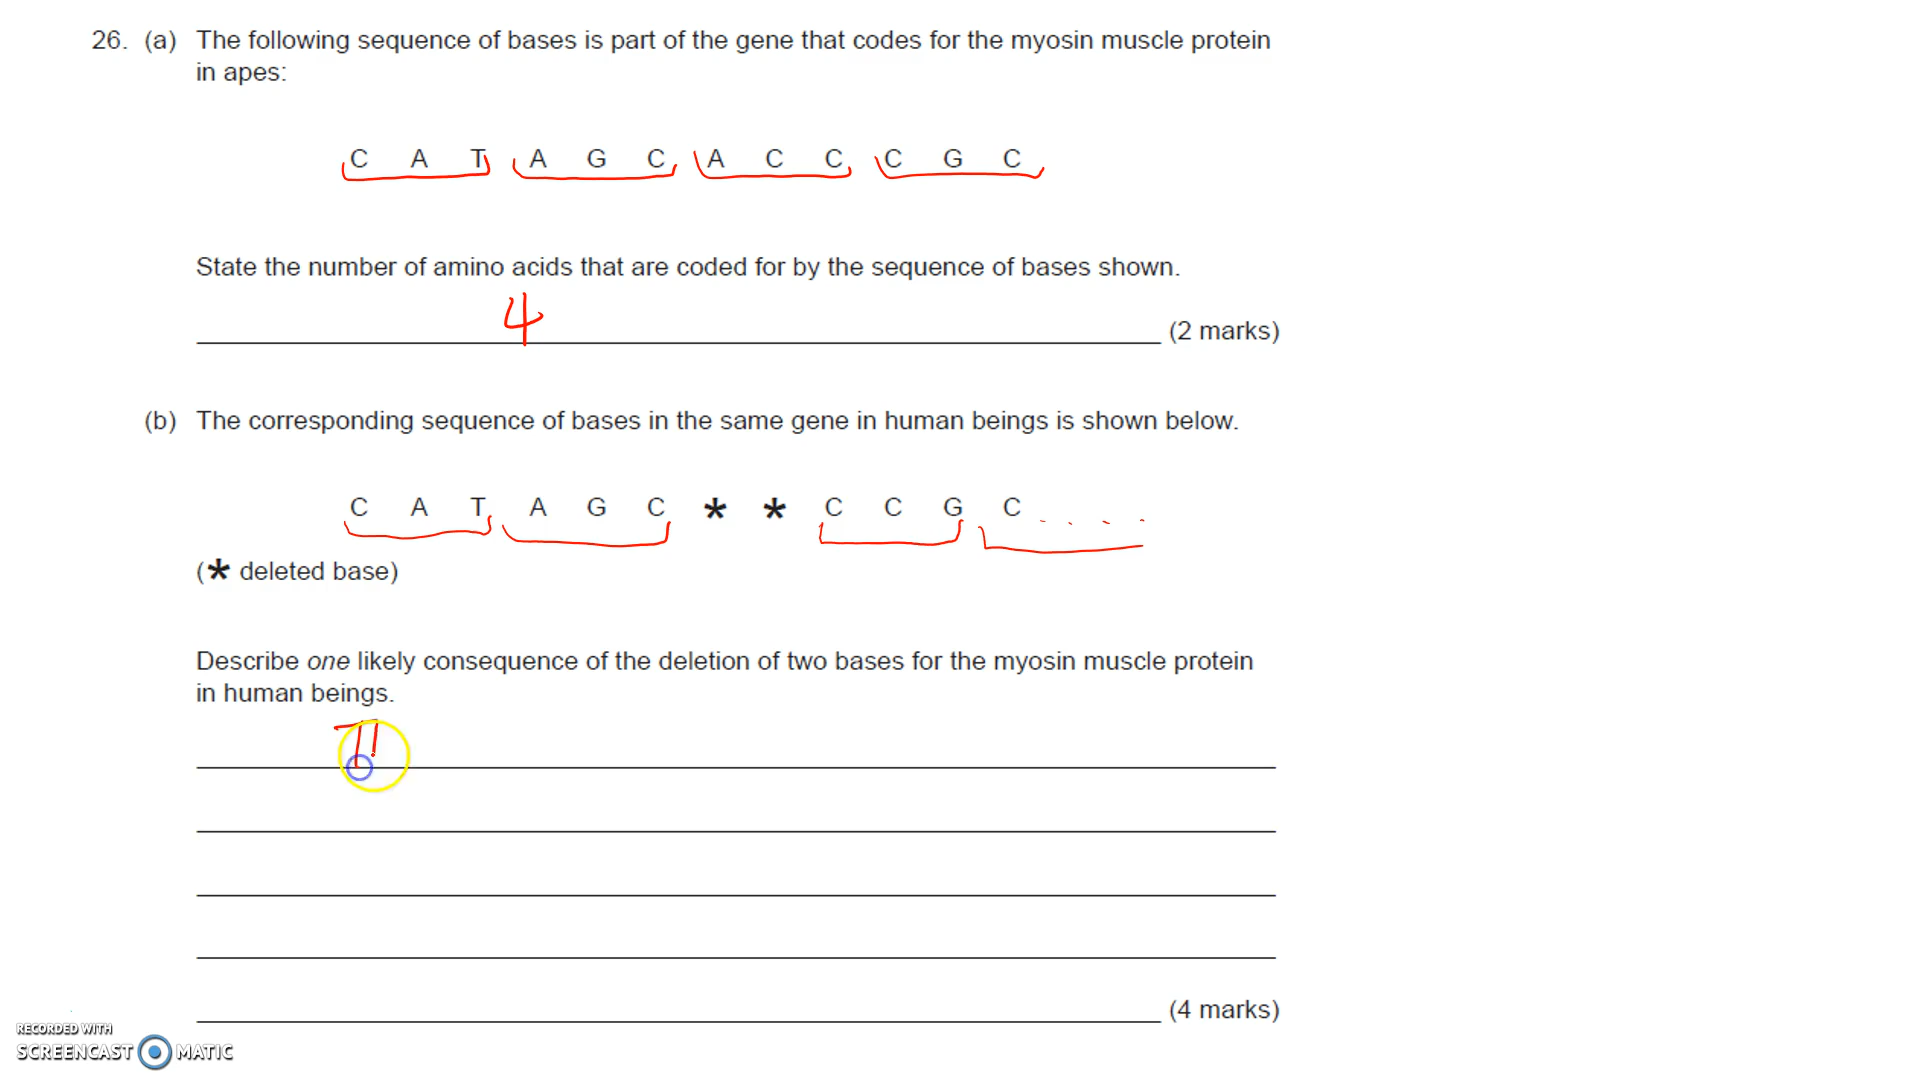 26. (a) The following sequence of bases is part of the gene that codes for the myosin muscle protein
in apes:
C A T A G C A C C C G C
State the number of amino acids that are coded for by the sequence of bases shown.
4
(2 marks)
(b) The corresponding sequence of bases in the same gene in human beings is shown below.
C A T A G C * * C C G C
(* deleted base)
Describe one likely consequence of the deletion of two bases for the myosin muscle protein
in human beings.
(4 marks)
RECORDED WITH
SCREENCAST MATIC